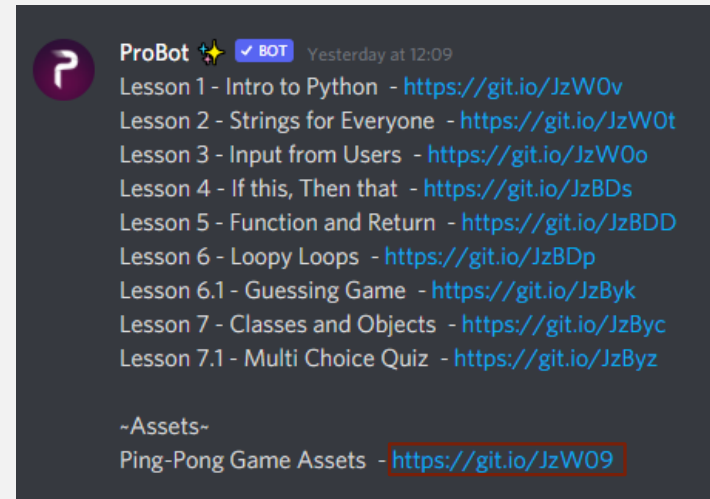 ProBot ✨ ✓ BOT Yesterday at 12:09
Lesson 1 - Intro to Python - https://git.io/JzW0v
Lesson 2 - Strings for Everyone - https://git.io/JzW0t
Lesson 3 - Input from Users - https://git.io/JzW0o
Lesson 4 - If this, Then that - https://git.io/JzBDs
Lesson 5 - Function and Return - https://git.io/JzBDD
Lesson 6 - Loopy Loops - https://git.io/JzBDp
Lesson 6.1 - Guessing Game - https://git.io/JzByk
Lesson 7 - Classes and Objects - https://git.io/JzByc
Lesson 7.1 - Multi Choice Quiz - https://git.io/JzByz
~Assets~
Ping-Pong Game Assets - https://git.io/JzW09